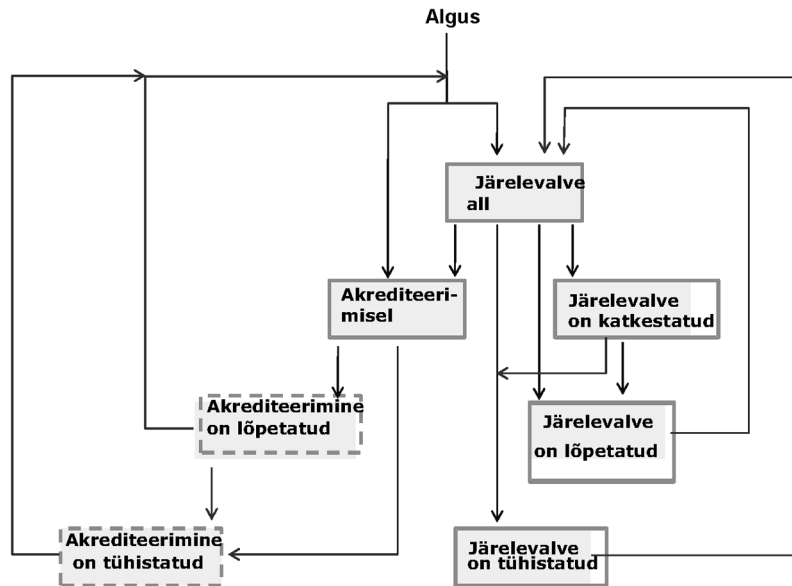 Algus
Järelevalve
all
Akrediteeri-
misel
Järelevalve
on katkestatud
Akrediteerimine
on lõpetatud
Järelevalve
on lõpetatud
Akrediteerimine
on tühistatud
Järelevalve
on tühistatud